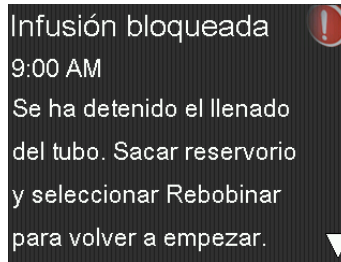 Infusión bloqueada
9:00 AM
Se ha detenido el llenado
del tubo. Sacar reservorio
y seleccionar Rebobinar
para volver a empezar.